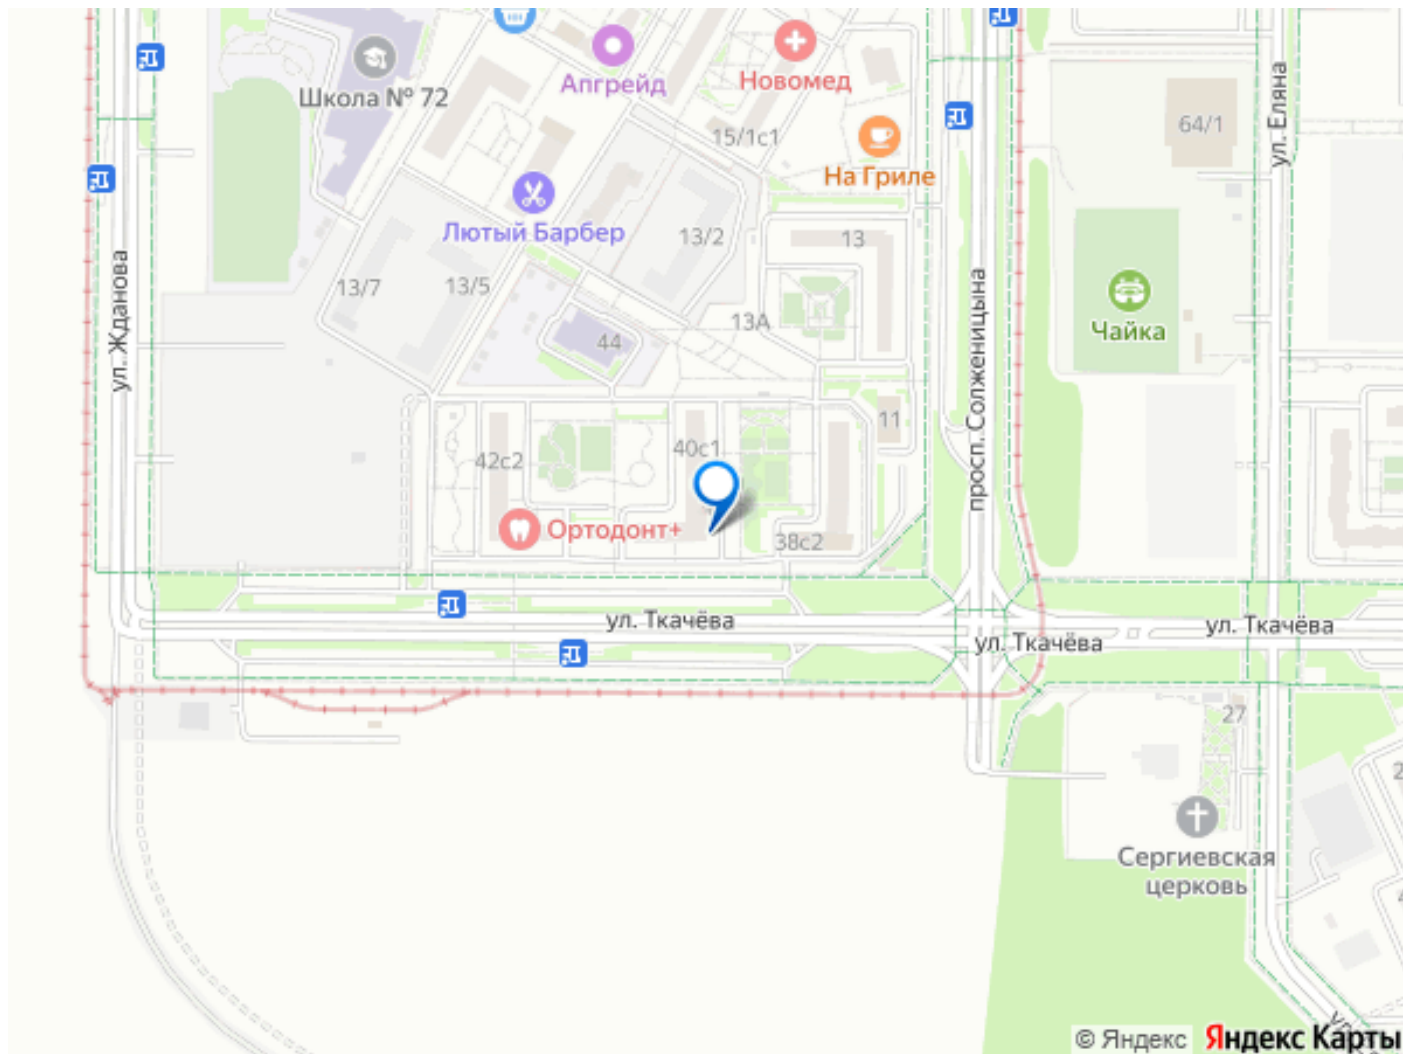 Апгрейд
Новомед
Школа № 72
15/1с1
64/1
ул. Еляна
На Гриле
Лютый Барбер
13/2
13
ул. Жданова
13/7
13/5
просп. Солженицына
13А
Чайка
44
11
40с1
42с2
Ортодонт+
38с2
ул. Ткачёва
ул. Ткачёва
ул. Ткачёва
27
Сергиевская
церковь
© Яндекс
Яндекс Карты